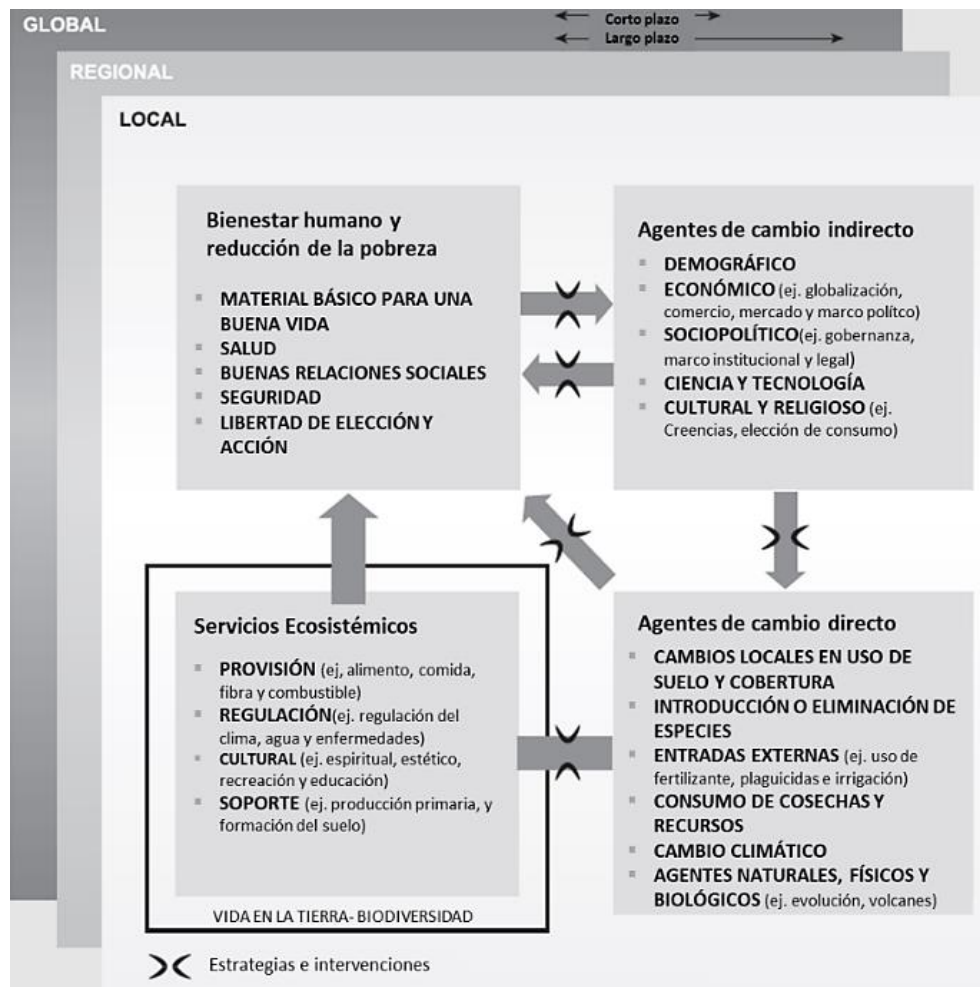 GLOBAL
Corto plazo
Largo plazo
REGIONAL
LOCAL
Bienestar humano y
reducción de la pobreza
MATERIAL BÁSICO PARA UNA
BUENA VIDA
SALUD
BUENAS RELACIONES SOCIALES
SEGURIDAD
LIBERTAD DE ELECCIÓN Y
ACCIÓN
Agentes de cambio indirecto
DEMOGRÁFICO
ECONÓMICO (ej. globalización,
comercio, mercado y marco polítco)
SOCIOPOLÍTICO(ej. gobernanza,
marco institucional y legal)
CIENCIA Y TECNOLOGÍA
CULTURAL Y RELIGIOSO (ej.
Creencias, elección de consumo)
Servicios Ecosistémicos
PROVISIÓN (ej, alimento, comida,
fibra y combustible)
REGULACIÓN(ej. regulación del
clima, agua y enfermedades)
CULTURAL (ej. espiritual, estético,
recreación y educación)
SOPORTE (ej. producción primaria, y
formación del suelo)
VIDA EN LA TIERRA- BIODIVERSIDAD
Agentes de cambio directo
CAMBIOS LOCALES EN USO DE
SUELO Y COBERTURA
INTRODUCCIÓN O ELIMINACIÓN DE
ESPECIES
ENTRADAS EXTERNAS (ej. uso de
fertilizante, plaguicidas e irrigación)
CONSUMO DE COSECHAS Y
RECURSOS
CAMBIO CLIMÁTICO
AGENTES NATURALES, FÍSICOS Y
BIOLÓGICOS (ej. evolución, volcanes)
Estrategias e intervenciones